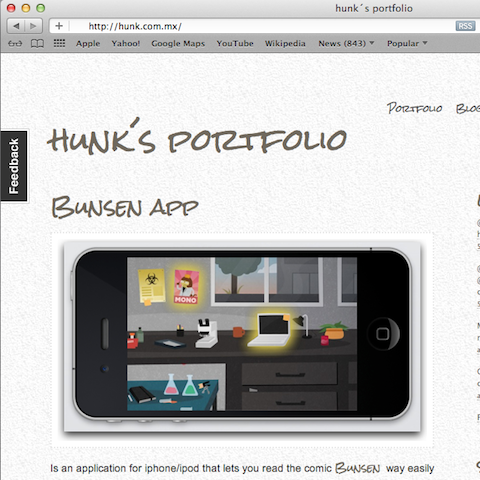 hunk´s portfolio
http://hunk.com.mx/
RSS
Apple Yahoo! Google Maps YouTube Wikipedia News (843) Popular
Portfolio
Feedback
Hunk´s portfolio
Bunsen app
MONO
Is an application for iphone/ipod that lets you read the comic Bunsen way easily